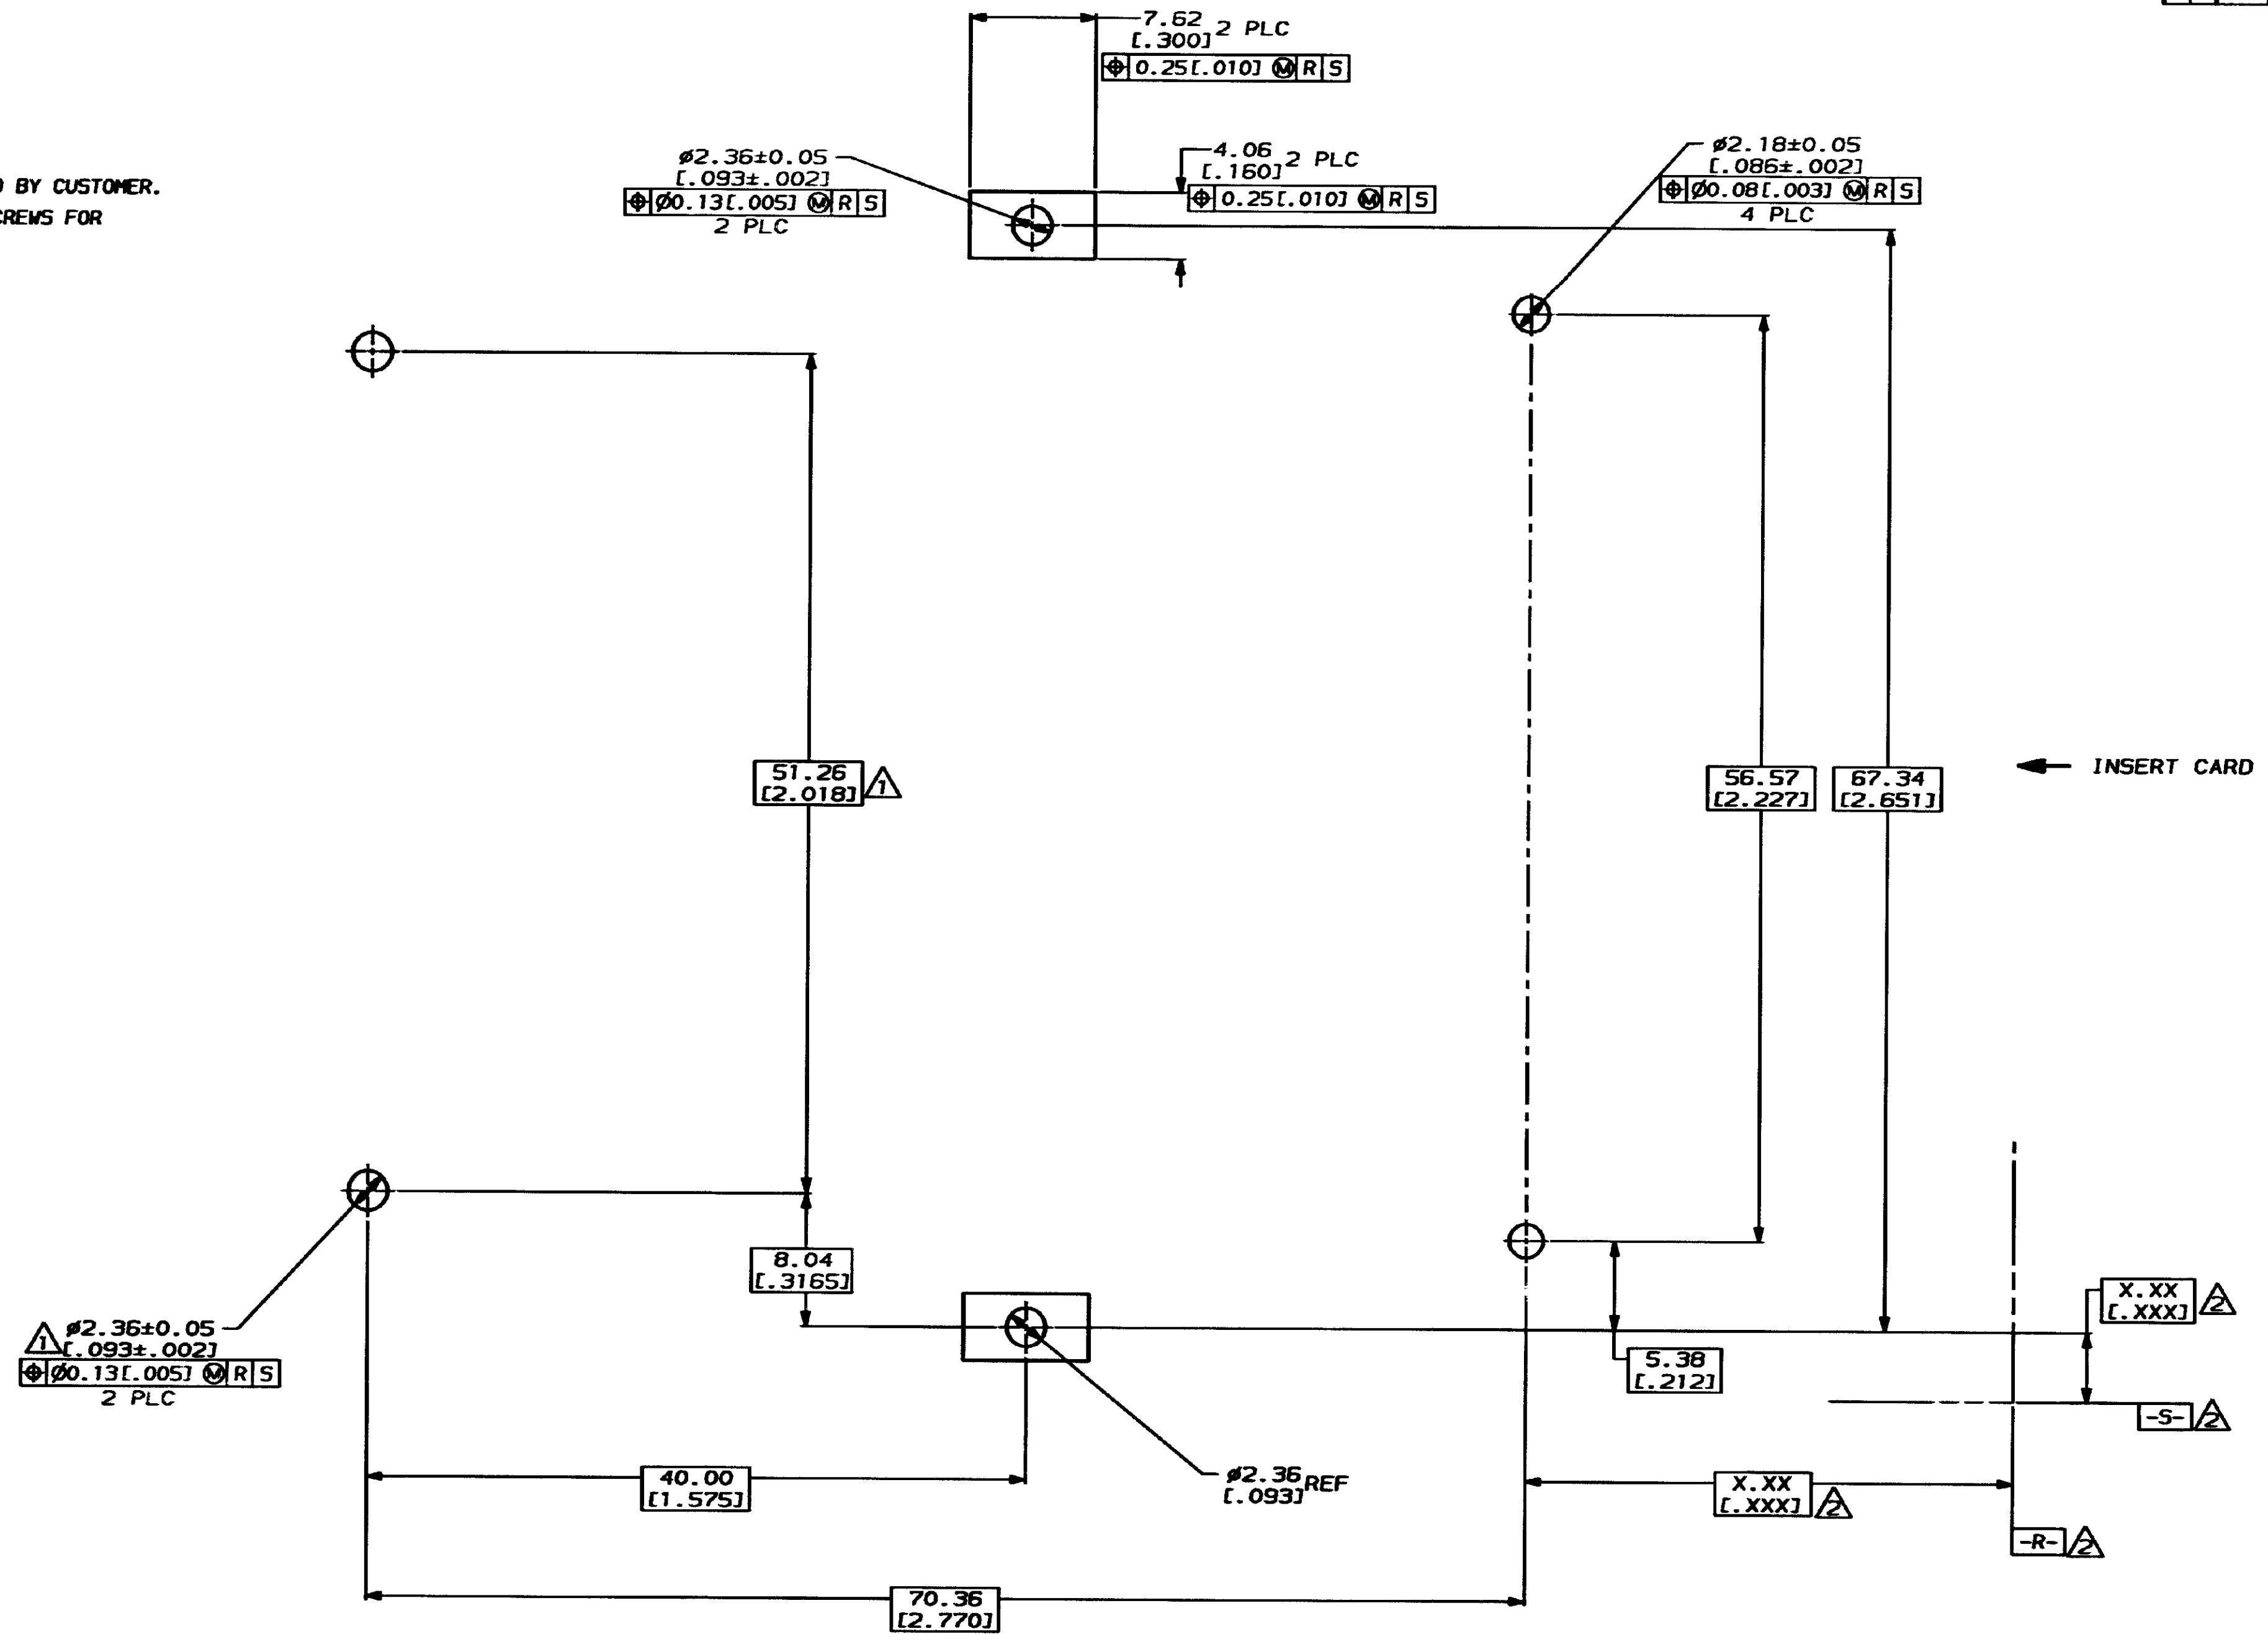 7.62
[.300] 2 PLC
⌖ 0.25[.010] Ⓜ R S
BY CUSTOMER.
FOR
ø2.36±0.05
[.093±.002]
⌖ Ø0.13[.005] Ⓜ R S
2 PLC
4.06
[.160] 2 PLC
⌖ 0.25[.010] Ⓜ R S
ø2.18±0.05
[.086±.002]
⌖ Ø0.08[.003] Ⓜ R S
4 PLC
51.26
[2.018] 1
56.57
[2.227]
67.34
[2.651]
INSERT CARD
8.04
[.3165]
1 ø2.36±0.05
[.093±.002]
⌖ Ø0.13[.005] Ⓜ R S
2 PLC
5.38
[.212]
X.XX
[.XXX] 2
-S- 2
40.00
[1.575]
ø2.36
[.093] REF
X.XX
[.XXX] 2
-R- 2
70.36
[2.770]